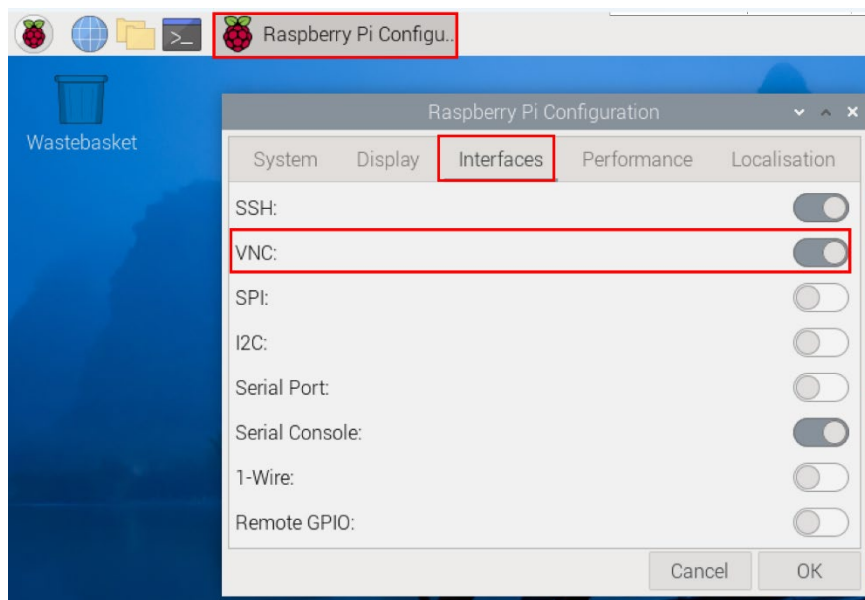 >_
Raspberry Pi Configu..
Wastebasket
Raspberry Pi Configuration
System Display Interfaces Performance Localisation
SSH:
VNC:
SPI:
I2C:
Serial Port:
Serial Console:
1-Wire:
Remote GPIO:
Cancel OK